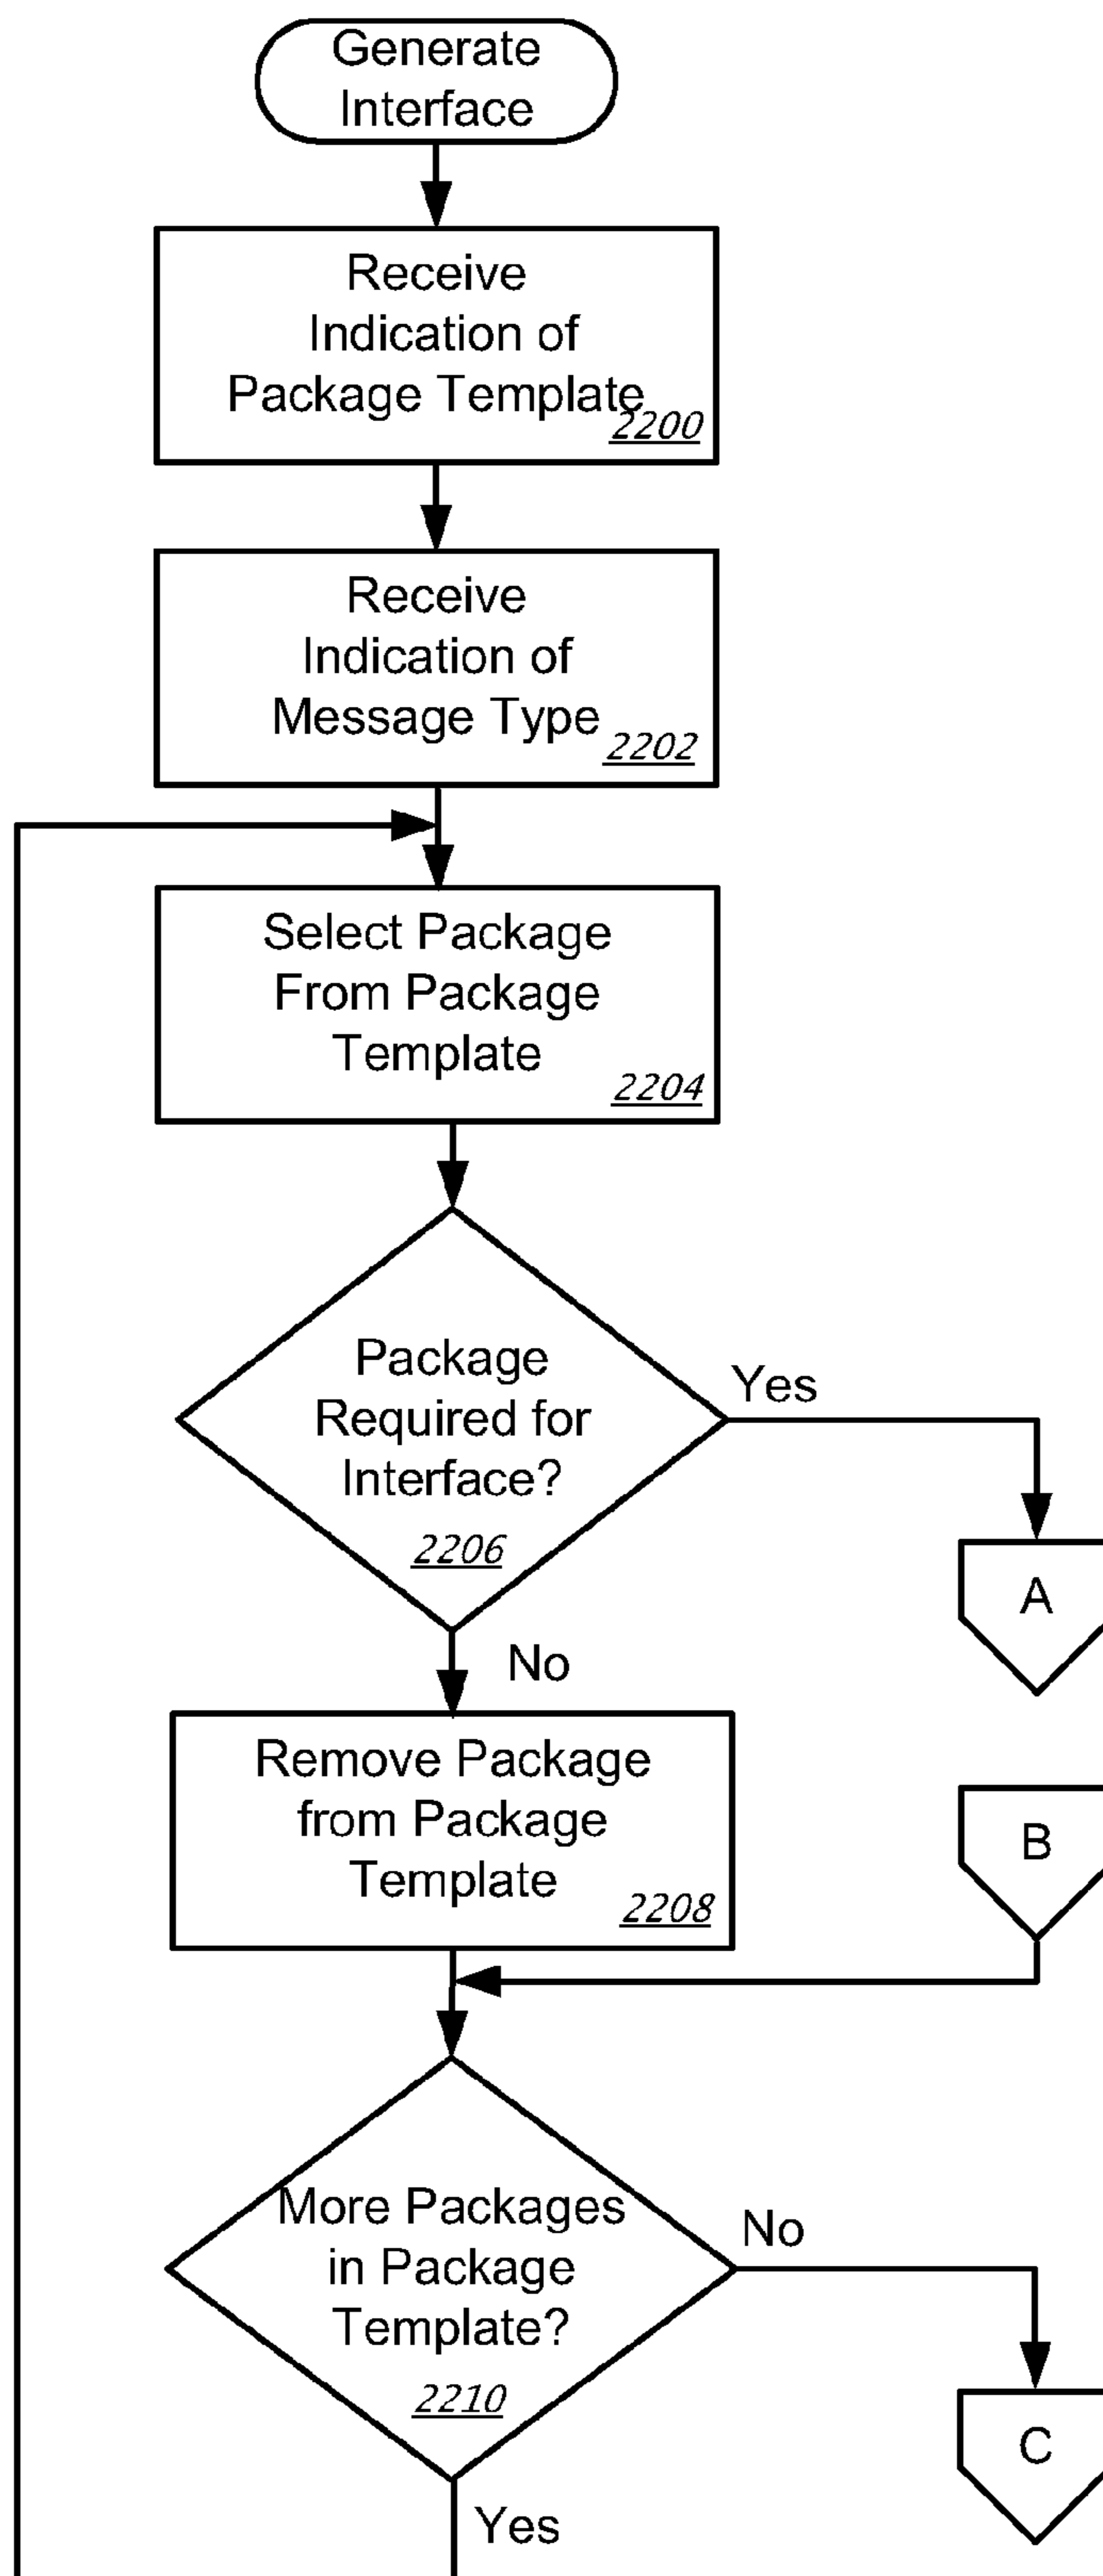 Generate
Interface
Receive
Indication of
Package Template
2200
Receive
Indication of
Message Type
2202
Select Package
From Package
Template
2204
Package
Required for
Interface?
2206
Yes
A
No
Remove Package
from Package
Template
2208
B
More Packages
in Package
Template?
2210
No
C
Yes